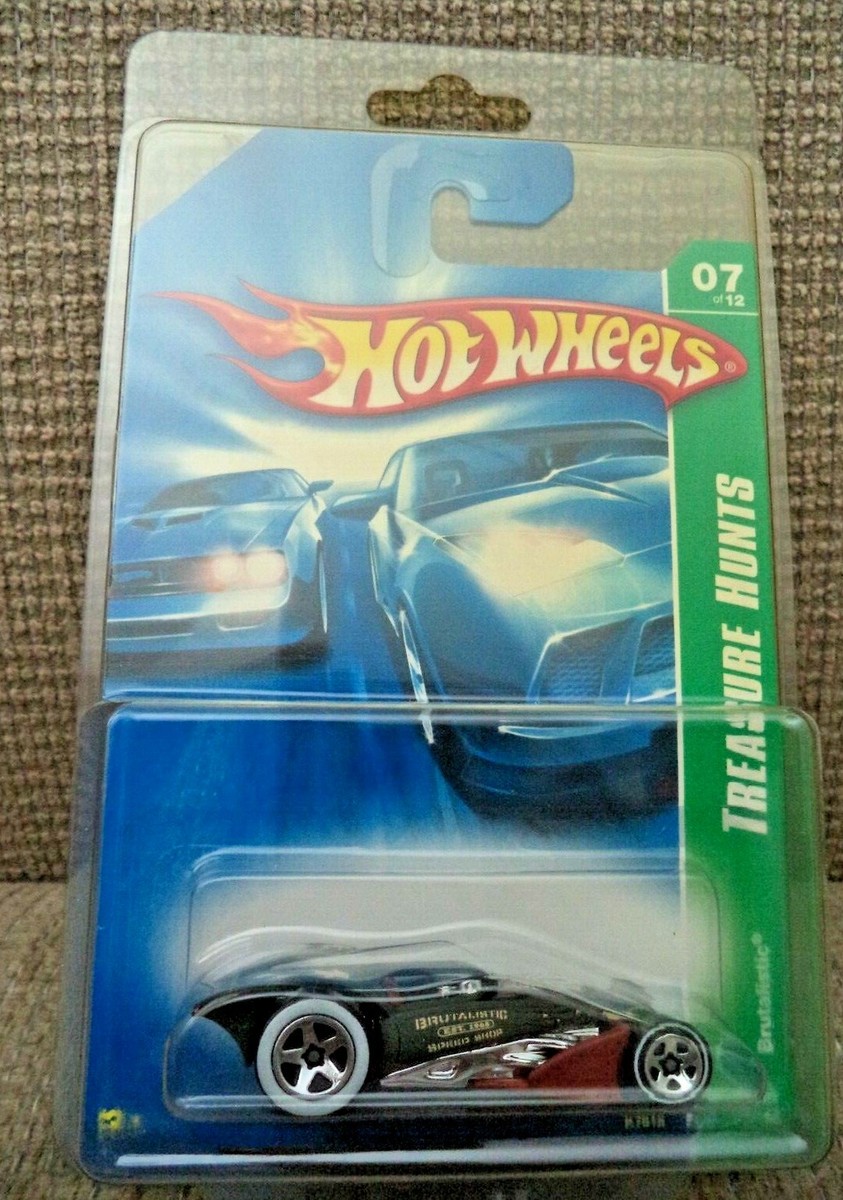 07
of 12
HOT WHEELS®
TREASURE HUNTS
Brutalistic®
BRUTALISTIC
EST. 1968
SPEED SHOP